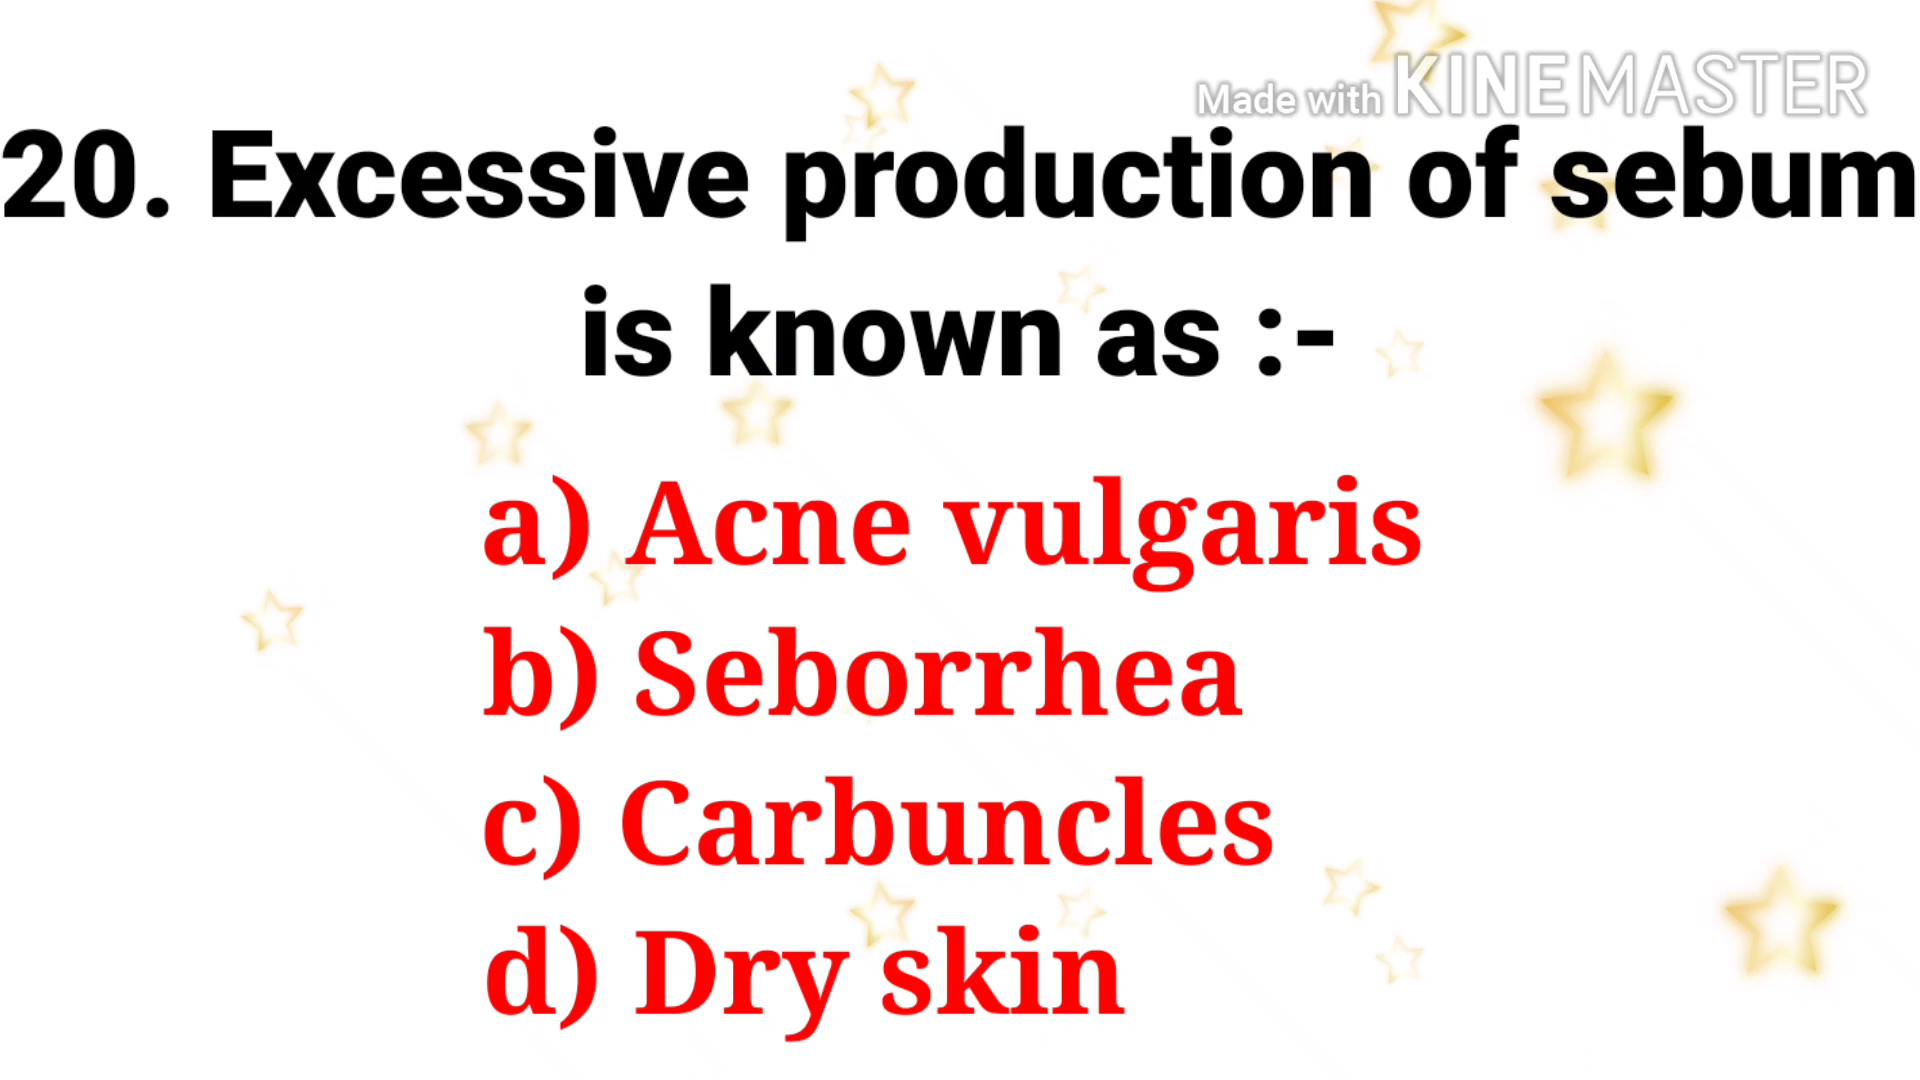 Made with KINEMASTER
20. Excessive production of sebum
is known as :-
a) Acne vulgaris
b) Seborrhea
c) Carbuncles
d) Dry skin